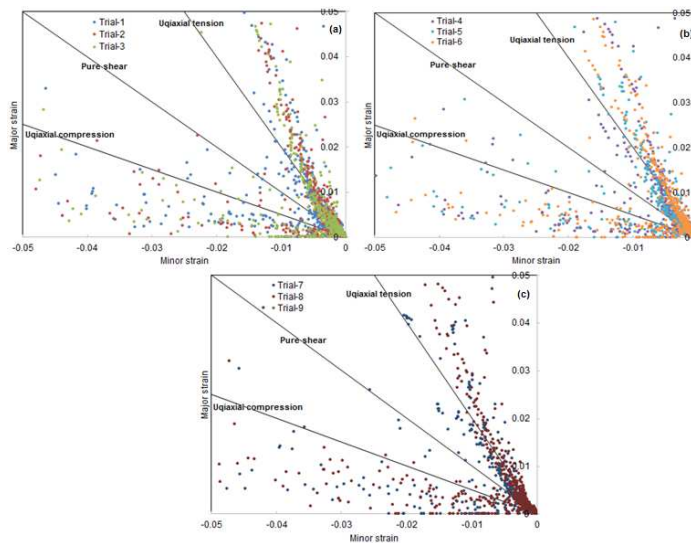 0.05
(a)
Trial-1
Trial-2
Trial-3
Uqiaxial tension
0.04
Pure shear
0.03
Major strain
Uqiaxial compression
0.02
0.01
0
-0.05
-0.04
-0.03
-0.02
-0.01
0
Minor strain
0.05
(b)
Trial-4
Trial-5
Trial-6
Uqiaxial tension
0.04
Pure shear
0.03
Major strain
Uqiaxial compression
0.02
0.01
0
-0.05
-0.04
-0.03
-0.02
-0.01
0
Minor strain
0.05
(c)
Trial-7
Trial-8
Trial-9
Uqiaxial tension
0.04
Pure shear
0.03
Major strain
Uqiaxial compression
0.02
0.01
0
-0.05
-0.04
-0.03
-0.02
-0.01
0
Minor strain